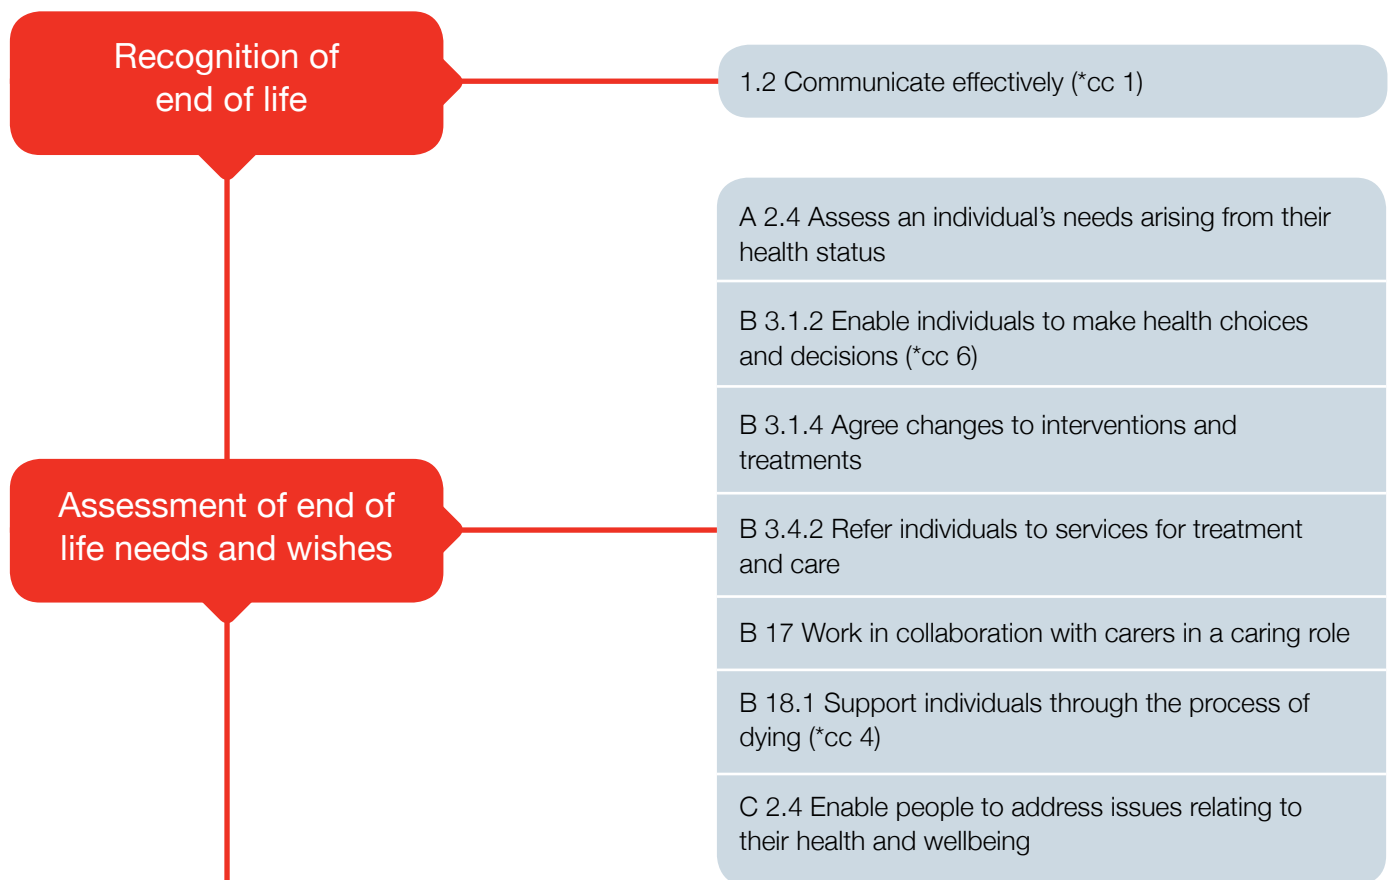 Recognition of
end of life
1.2 Communicate effectively (*cc 1)
A 2.4 Assess an individual’s needs arising from their
health status
B 3.1.2 Enable individuals to make health choices
and decisions (*cc 6)
B 3.1.4 Agree changes to interventions and
treatments
Assessment of end of
life needs and wishes
B 3.4.2 Refer individuals to services for treatment
and care
B 17 Work in collaboration with carers in a caring role
B 18.1 Support individuals through the process of
dying (*cc 4)
C 2.4 Enable people to address issues relating to
their health and wellbeing